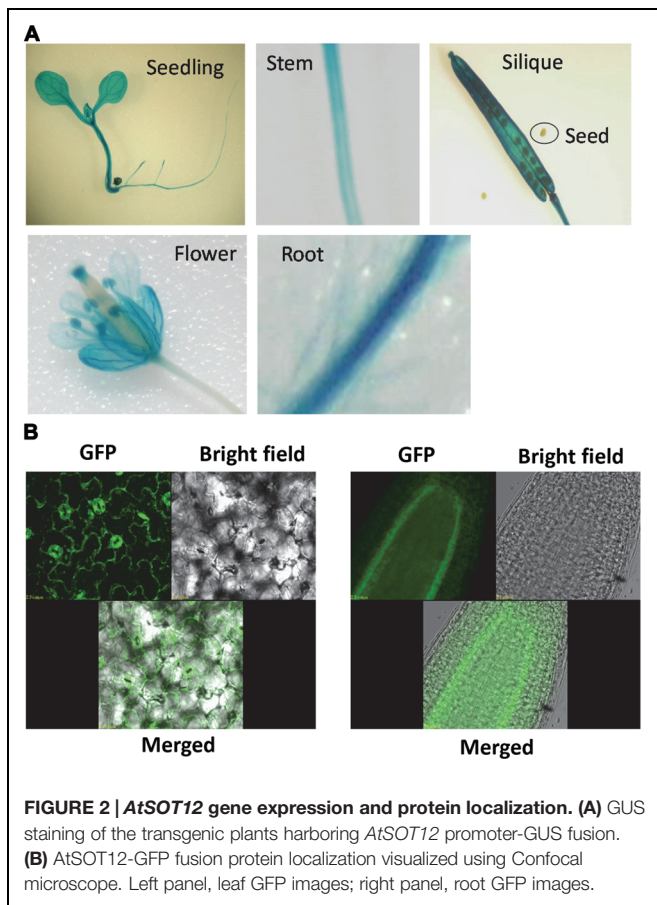 A
Seedling
Stem
Silique
Seed
Flower
Root
B
GFP
Bright field
GFP
Bright field
Merged
Merged
FIGURE 2 | AtSOT12 gene expression and protein localization. (A) GUS
staining of the transgenic plants harboring AtSOT12 promoter-GUS fusion.
(B) AtSOT12-GFP fusion protein localization visualized using Confocal
microscope. Left panel, leaf GFP images; right panel, root GFP images.